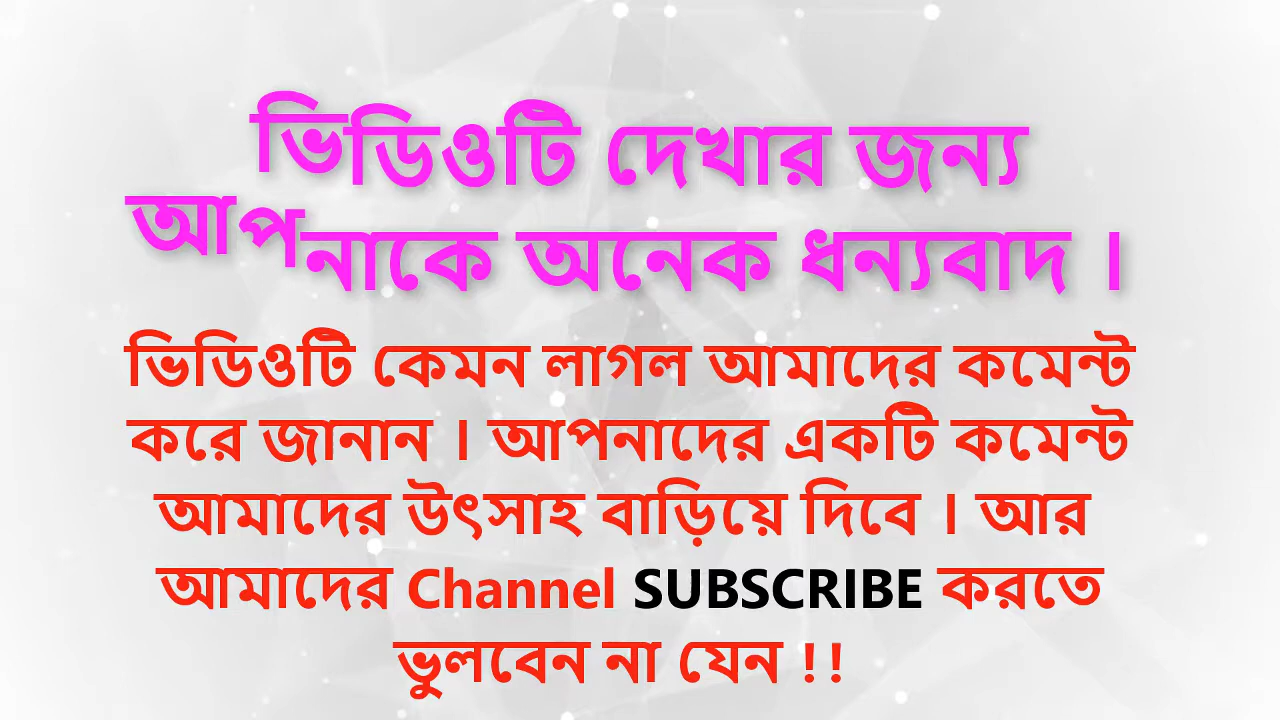 ভিডিওটি দেখার জন্য
আপনাকে অনেক ধন্যবাদ ।
ভিডিওটি কেমন লাগল আমাদের কমেন্ট
করে জানান । আপনাদের একটি কমেন্ট
আমাদের উৎসাহ বাড়িয়ে দিবে । আর
আমাদের Channel SUBSCRIBE করতে
ভুলবেন না যেন !!